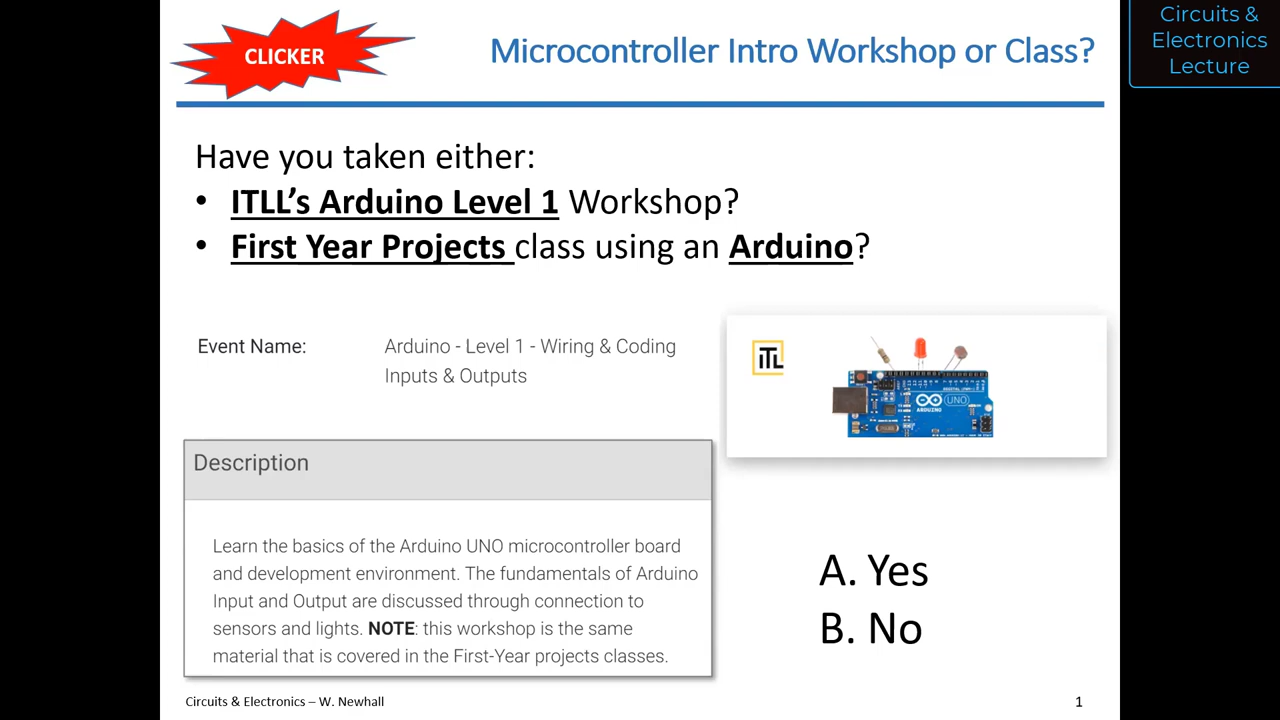 CLICKER
Microcontroller Intro Workshop or Class?
Circuits &
Electronics
Lecture
Have you taken either:
• ITLL’s Arduino Level 1 Workshop?
• First Year Projects class using an Arduino?
Event Name: Arduino - Level 1 - Wiring & Coding
Inputs & Outputs
iTL
UNO
ARDUINO
Description
Learn the basics of the Arduino UNO microcontroller board
and development environment. The fundamentals of Arduino
Input and Output are discussed through connection to
sensors and lights. NOTE: this workshop is the same
material that is covered in the First-Year projects classes.
A. Yes
B. No
Circuits & Electronics – W. Newhall
1